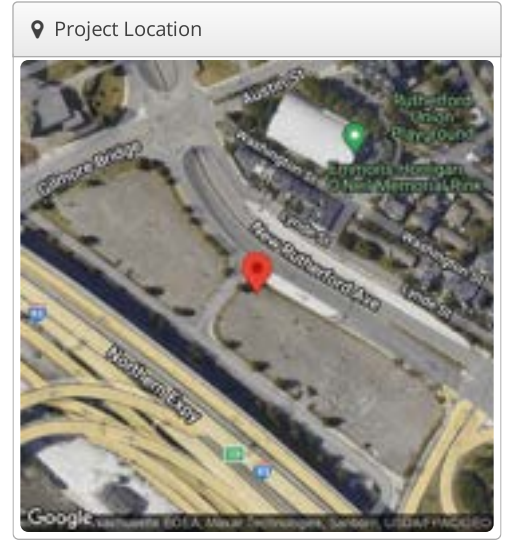 Project Location
Austin St
Rutherford
Union
Playground
Gilmore Bridge
Washington St
Emmons Horrigan
O'Neil Memorial Rink
Lynde St
New Rutherford Ave
Washington St
Lynde St
Northern Expy
Google